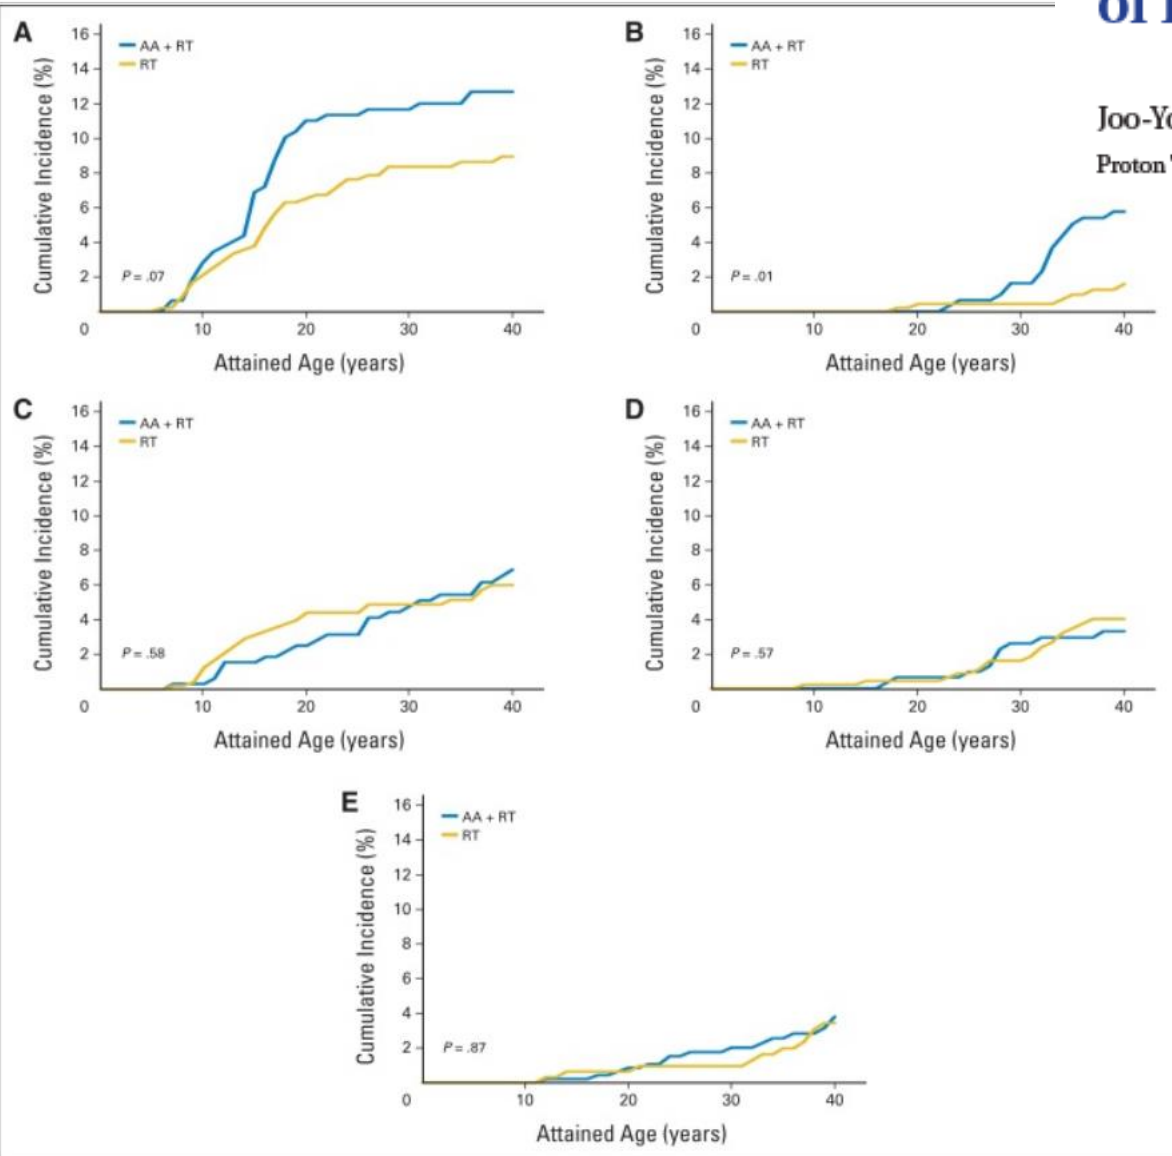 A
16
14
12
10
8
6
4
2
0
10
20
30
40
Cumulative Incidence (%)
AA + RT
RT
P = .07
Attained Age (years)
B
16
14
12
10
8
6
4
2
0
10
20
30
40
Cumulative Incidence (%)
AA + RT
RT
P = .01
Attained Age (years)
Proton
C
16
14
12
10
8
6
4
2
0
10
20
30
40
Cumulative Incidence (%)
AA + RT
RT
P = .58
Attained Age (years)
D
16
14
12
10
8
6
4
2
0
10
20
30
40
Cumulative Incidence (%)
AA + RT
RT
P = .57
Attained Age (years)
E
16
14
12
10
8
6
4
2
0
10
20
30
40
Cumulative Incidence (%)
AA + RT
RT
P = .87
Attained Age (years)